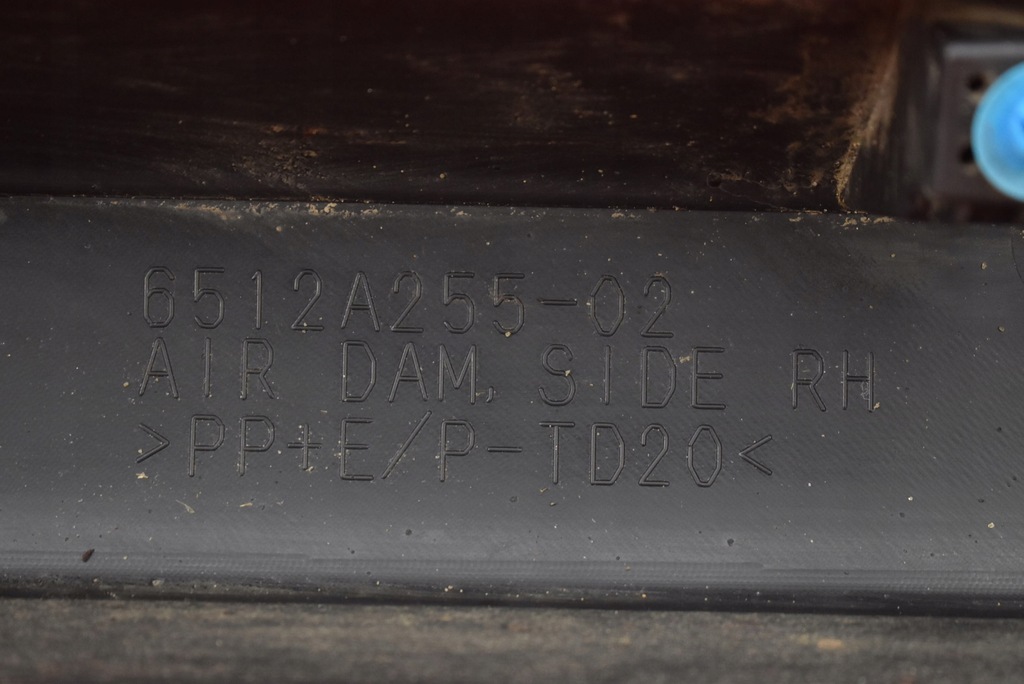 6512A255-02
AIR DAM, SIDE RH
>PP+E/P-TD20<